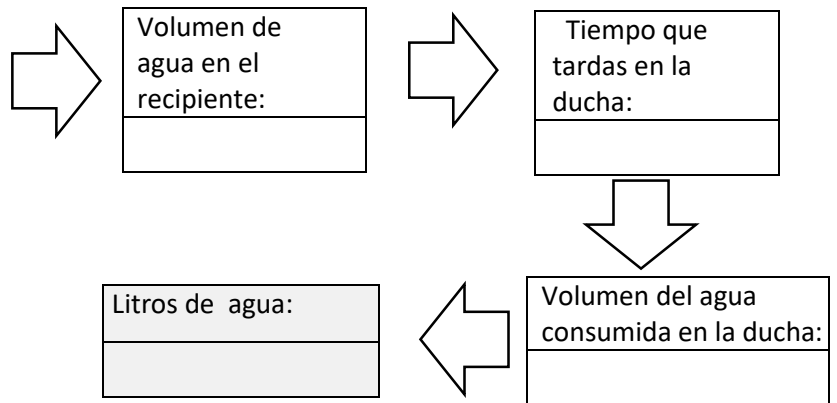 Volumen de
agua en el
recipiente:
Tiempo que
tardas en la
ducha:
Volumen del agua
consumida en la ducha:
Litros de agua: